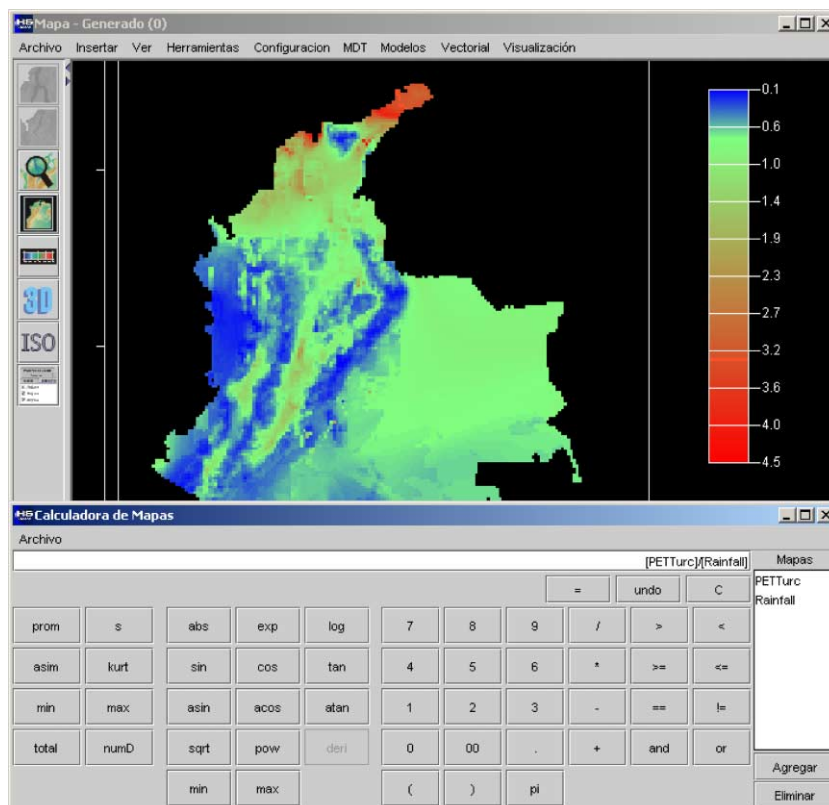 Mapa - Generado (0)
Archivo Insertar Ver Herramientas Configuracion MDT Modelos Vectorial Visualización
0.1
0.6
1.0
1.4
1.9
2.3
2.7
3.2
3.6
4.0
4.5
3D
ISO
Calculadora de Mapas
Archivo
[PETTurc]/[Rainfall] Mapas
= undo C PETTurc
Rainfall
prom s abs exp log 7 8 9 / > <
asim kurt sin cos tan 4 5 6 * >= <=
min max asin acos atan 1 2 3 - == !=
total numD sqrt pow deri 0 00 . + and or
Agregar
min max ( ) pi Eliminar